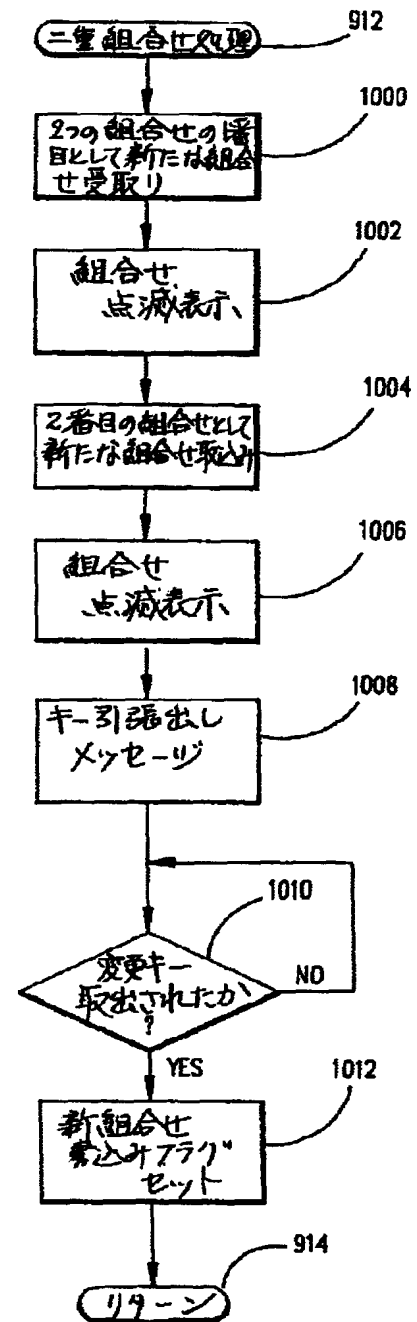 二重組合せ処理
912
1000
2つの組合せの1番
目として新たな組合
せ受取り
1002
組合せ
点滅表示
1004
2番目の組合せとして
新たな組合せ取込み
1006
組合せ
点滅表示
1008
キー引張出し
メッセージ
1010
変更キー
取出されたか
?
NO
YES
1012
新組合せ
書込みフラグ
セット
914
リターン